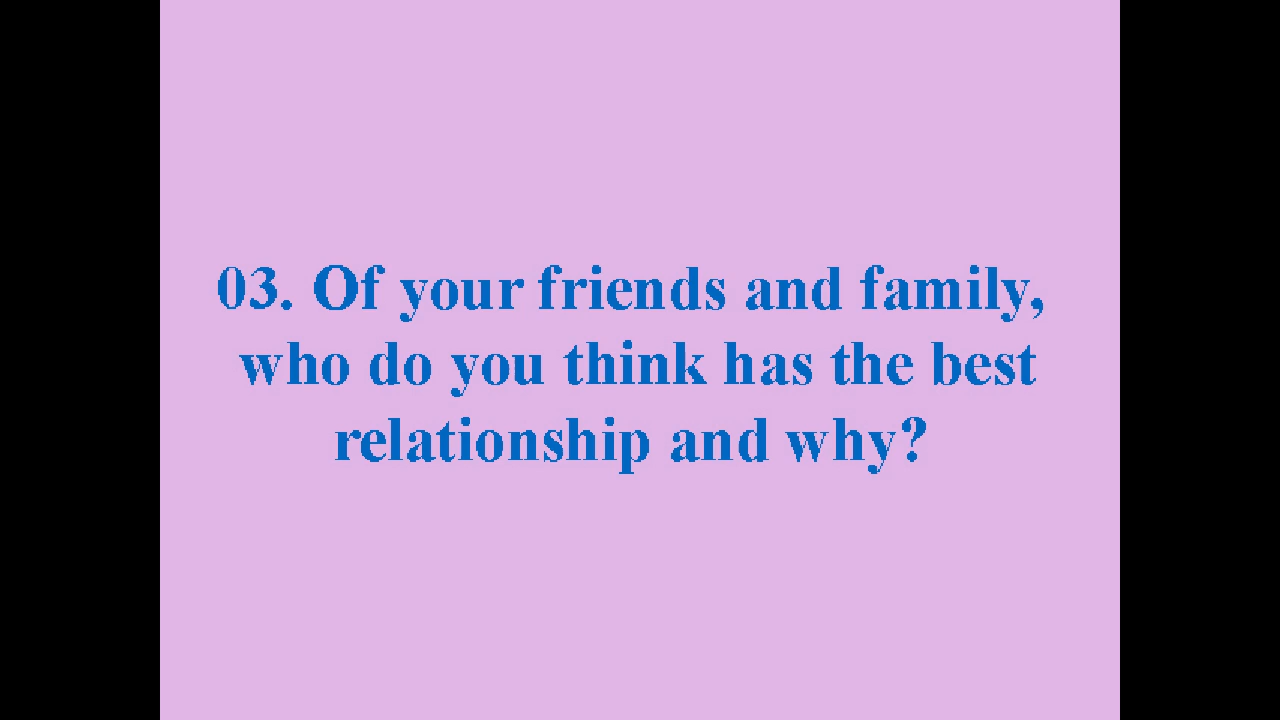 03. Of your friends and family,
who do you think has the best
relationship and why?